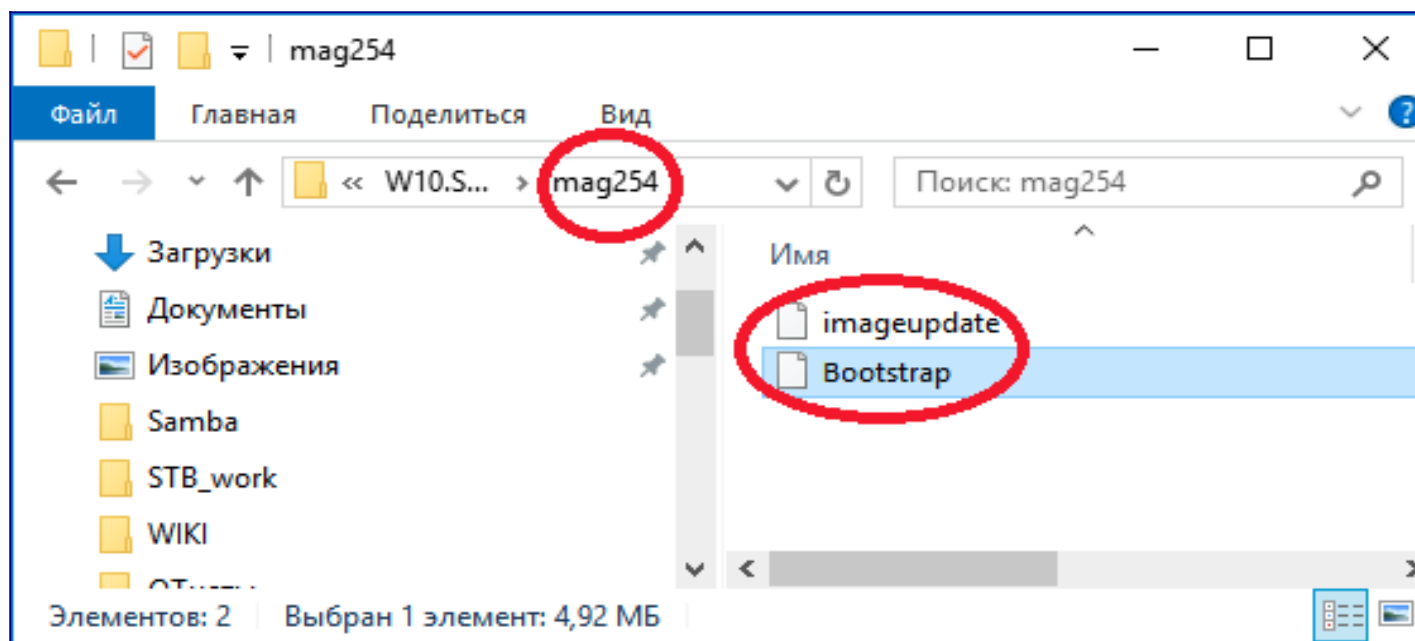 mag254
Файл Главная Поделиться Вид
« W10.S... › mag254 Поиск: mag254
Загрузки
Документы
Изображения
Samba
STB_work
WIKI
Имя
imageupdate
Bootstrap
Элементов: 2 Выбран 1 элемент: 4,92 МБ